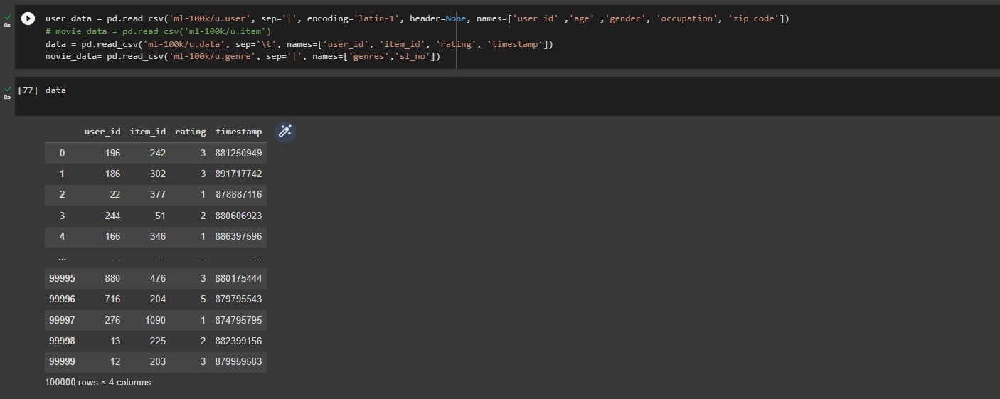 0s
user_data = pd.read_csv('ml-100k/u.user', sep='|', encoding='latin-1', header=None, names=['user id' ,'age' ,'gender', 'occupation', 'zip code'])
# movie_data = pd.read_csv('ml-100k/u.item')
data = pd.read_csv('ml-100k/u.data', sep='\t', names=['user_id', 'item_id', 'rating', 'timestamp'])
movie_data= pd.read_csv('ml-100k/u.genre', sep='|', names=['genres','sl_no'])
0s [77] data
user_id item_id rating timestamp
0 196 242 3 881250949
1 186 302 3 891717742
2 22 377 1 878887116
3 244 51 2 880606923
4 166 346 1 886397596
... ... ... ... ...
99995 880 476 3 880175444
99996 716 204 5 879795543
99997 276 1090 1 874795795
99998 13 225 2 882399156
99999 12 203 3 879959583
100000 rows × 4 columns